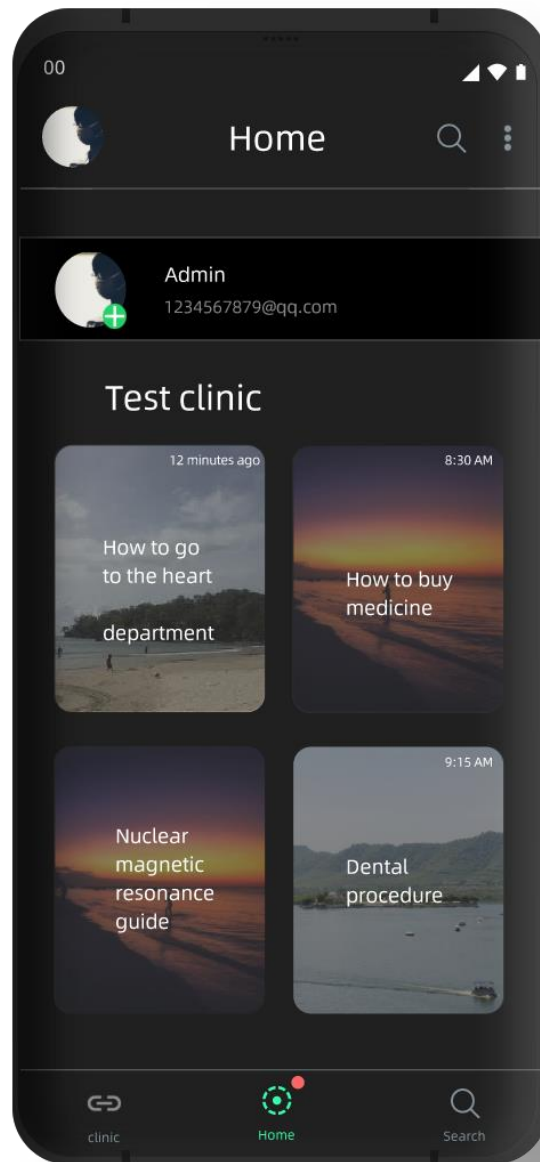 00
Home
Admin
1234567879@qq.com
Test clinic
12 minutes ago
How to go
to the heart
department
8:30 AM
How to buy
medicine
Nuclear
magnetic
resonance
guide
9:15 AM
Dental
procedure
clinic
Home
Search